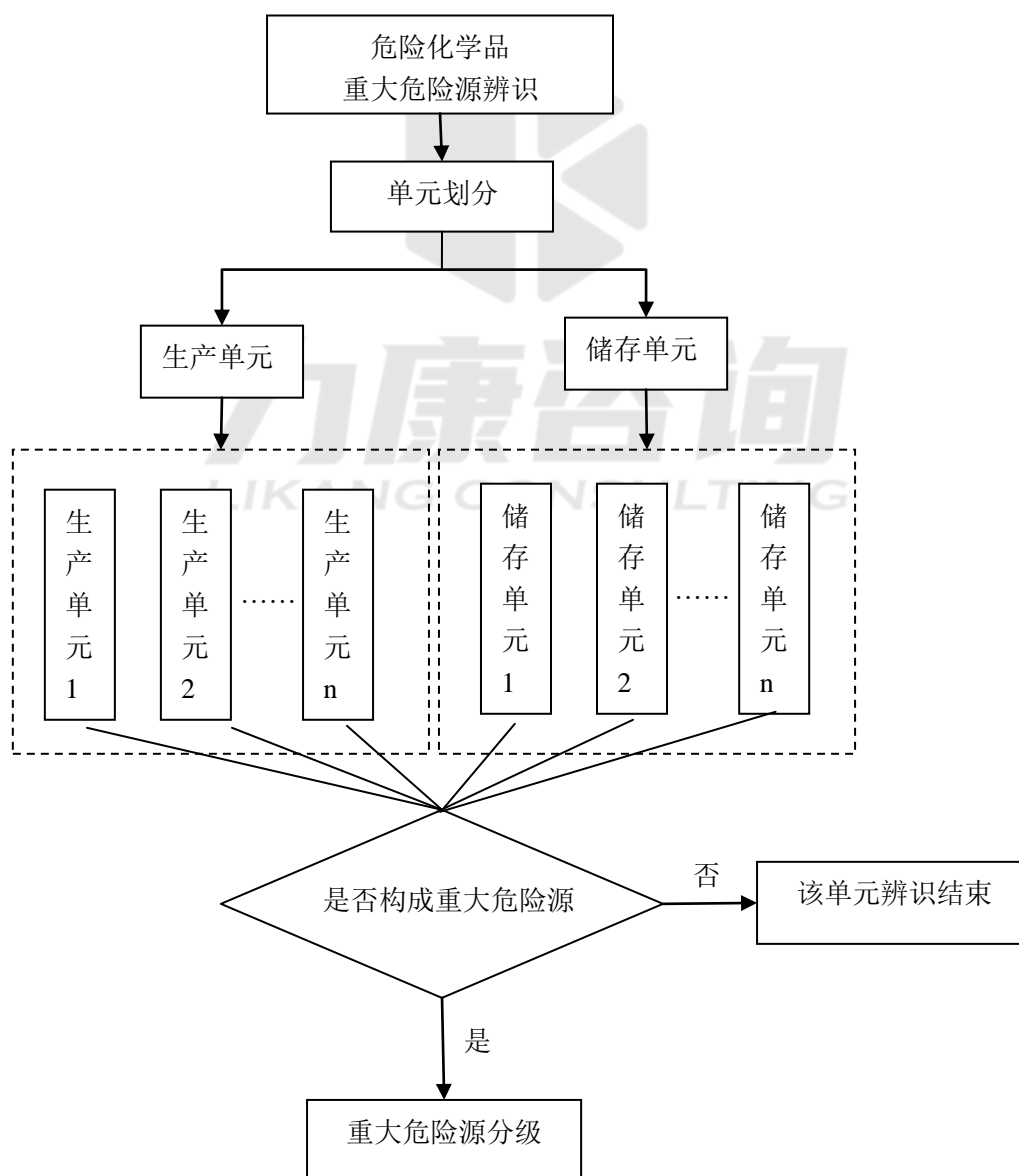 危险化学品
重大危险源辨识
单元划分
生产单元
储存单元
力康咨询
LIKANG CONSULTING
生产单元1
生产单元2
……
生产单元n
储存单元1
储存单元2
……
储存单元n
是否构成重大危险源
否
该单元辨识结束
是
重大危险源分级